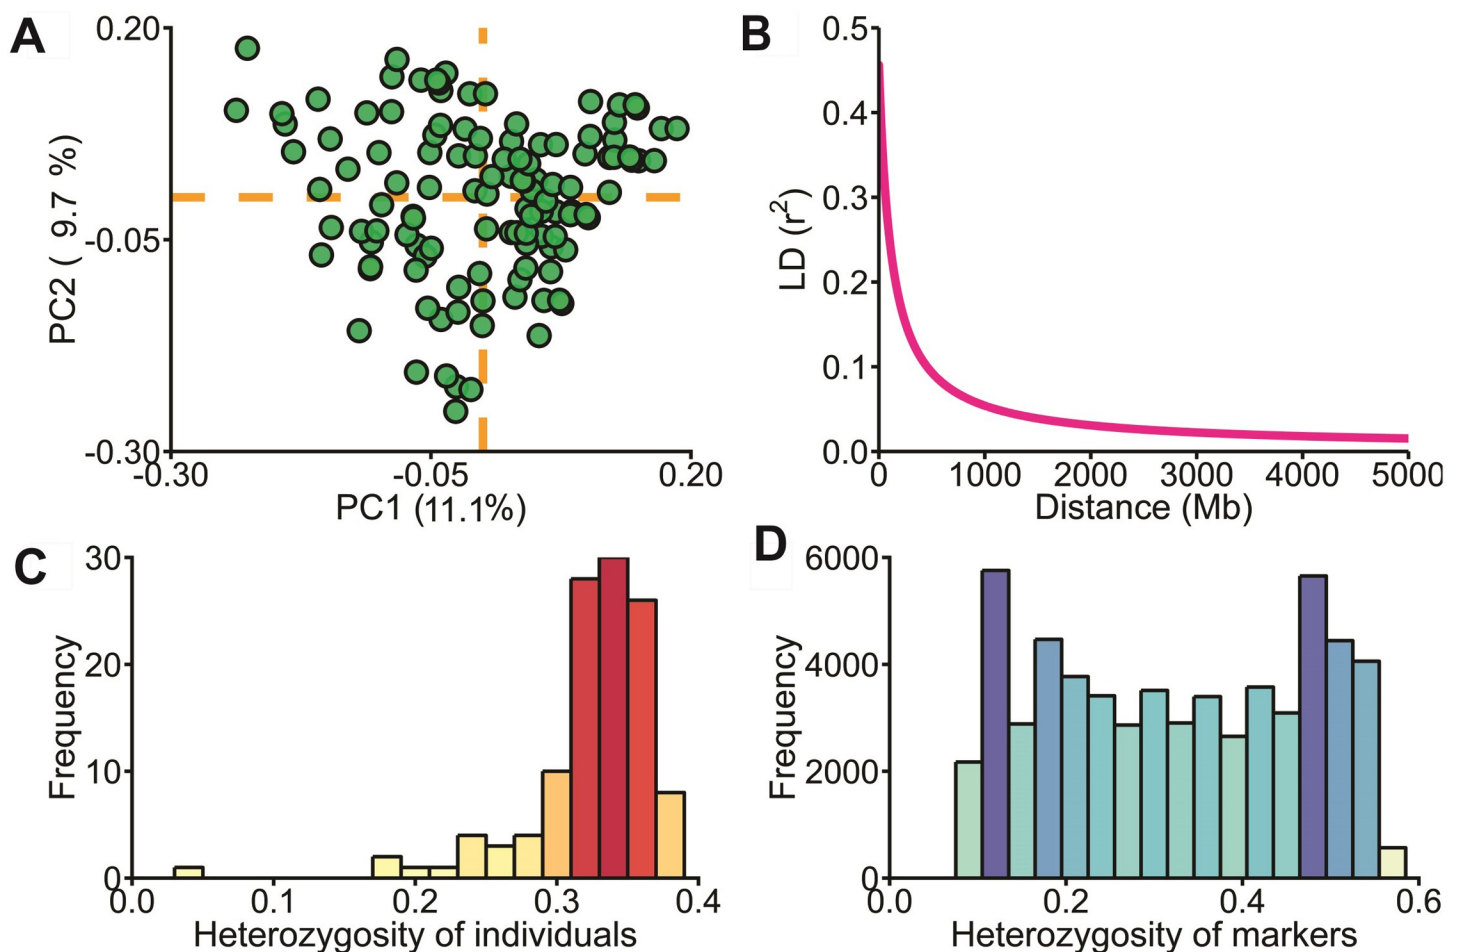 A
0.20
-0.05
-0.30
PC2 ( 9.7 %)
-0.30 -0.05 0.20
PC1 (11.1%)
B
0.5
0.4
0.3
0.2
0.1
0.0
LD (r²)
0 1000 2000 3000 4000 5000
Distance (Mb)
C
30
20
10
0
Frequency
0.0 0.1 0.2 0.3 0.4
Heterozygosity of individuals
D
6000
4000
2000
0
Frequency
0.0 0.2 0.4 0.6
Heterozygosity of markers